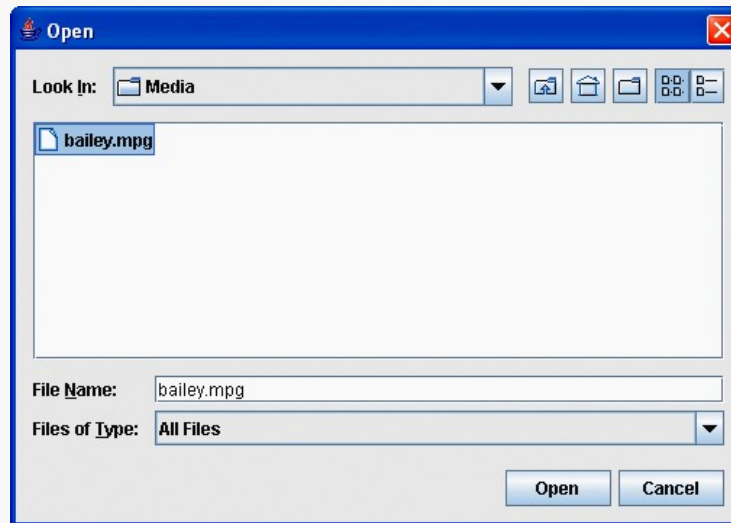 Open
Look In: Media
bailey.mpg
File Name: bailey.mpg
Files of Type: All Files
Open Cancel